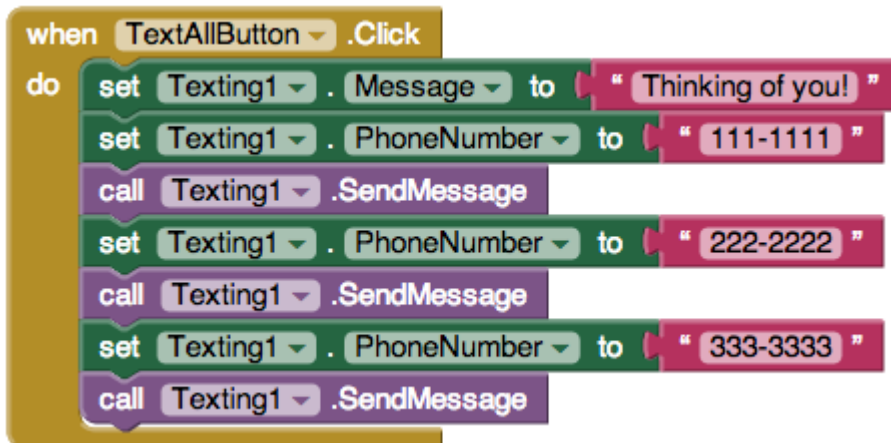 when TextAllButton .Click
do set Texting1 . Message to “ Thinking of you! ”
set Texting1 . PhoneNumber to “ 111-1111 ”
call Texting1 .SendMessage
set Texting1 . PhoneNumber to “ 222-2222 ”
call Texting1 .SendMessage
set Texting1 . PhoneNumber to “ 333-3333 ”
call Texting1 .SendMessage